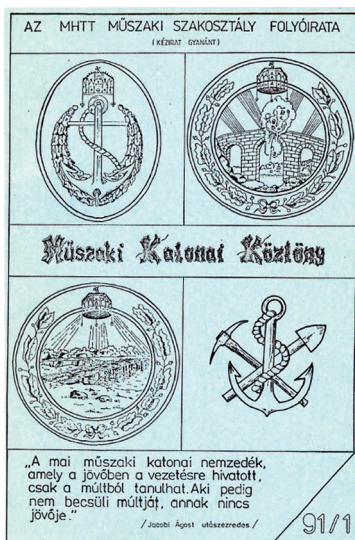 AZ MHTT MŰSZAKI SZAKOSZTÁLY FOLYÓIRATA
(KÉZIRAT GYANÁNT)
Műszaki Katonai Közlöny
„A mai műszaki katonai nemzedék,
amely a jövőben a vezetésre hivatott,
csak a múltból tanulhat. Aki pedig
nem becsüli múltját, annak nincs
jövője."
/Jacobi Ágost utászezredes/
91/1